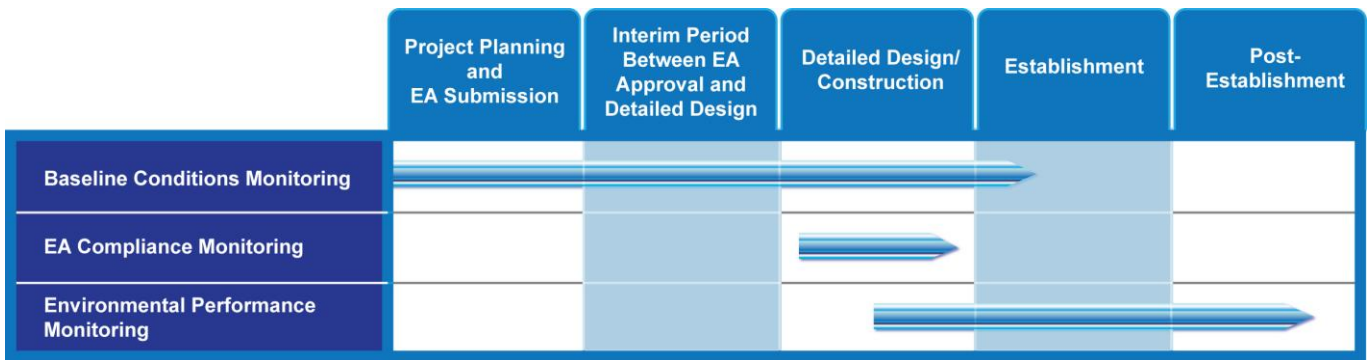 Project Planning
and
EA Submission
Interim Period
Between EA
Approval and
Detailed Design
Detailed Design/
Construction
Establishment
Post-
Establishment
Baseline Conditions Monitoring
EA Compliance Monitoring
Environmental Performance
Monitoring